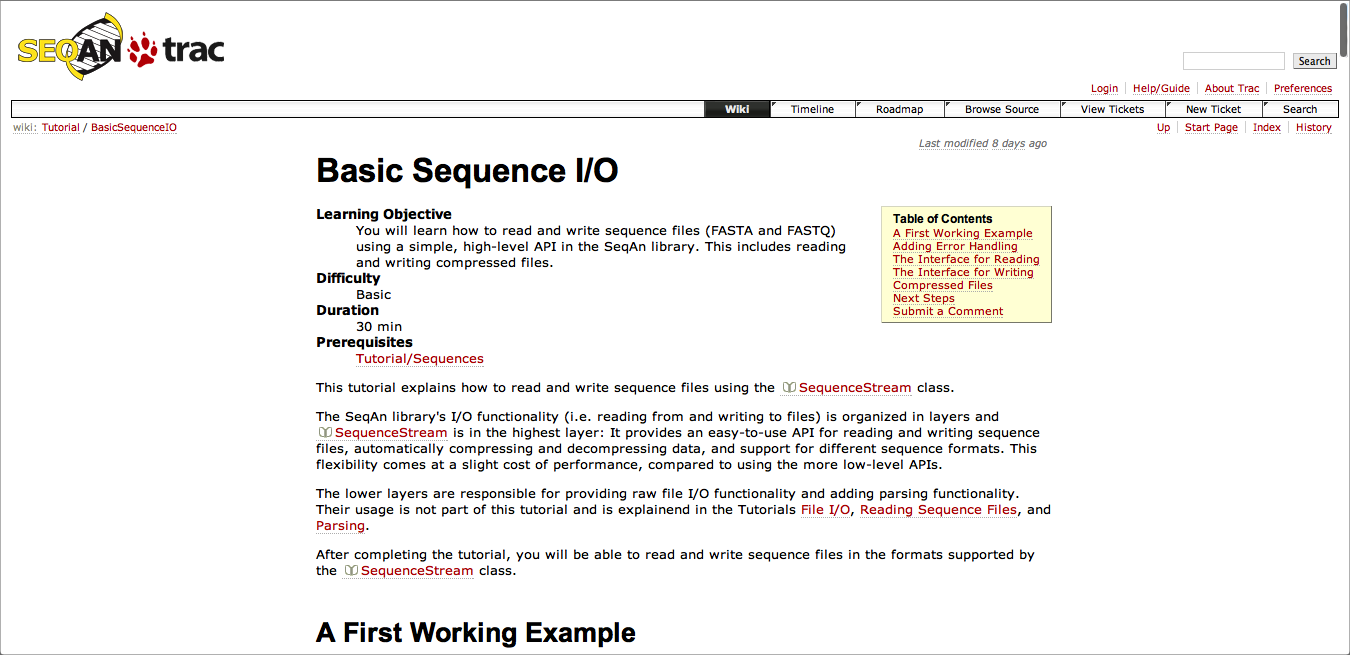 SEQAN trac
Search
Login Help/Guide About Trac Preferences
Wiki Timeline Roadmap Browse Source View Tickets New Ticket Search
wiki: Tutorial / BasicSequenceIO Up Start Page Index History
Last modified 8 days ago
Basic Sequence I/O
Learning Objective
You will learn how to read and write sequence files (FASTA and FASTQ)
using a simple, high-level API in the SeqAn library. This includes reading
and writing compressed files.
Difficulty
Basic
Duration
30 min
Prerequisites
Tutorial/Sequences
Table of Contents
A First Working Example
Adding Error Handling
The Interface for Reading
The Interface for Writing
Compressed Files
Next Steps
Submit a Comment
This tutorial explains how to read and write sequence files using the SequenceStream class.
The SeqAn library's I/O functionality (i.e. reading from and writing to files) is organized in layers and
SequenceStream is in the highest layer: It provides an easy-to-use API for reading and writing sequence
files, automatically compressing and decompressing data, and support for different sequence formats. This
flexibility comes at a slight cost of performance, compared to using the more low-level APIs.
The lower layers are responsible for providing raw file I/O functionality and adding parsing functionality.
Their usage is not part of this tutorial and is explainend in the Tutorials File I/O, Reading Sequence Files, and
Parsing.
After completing the tutorial, you will be able to read and write sequence files in the formats supported by
the SequenceStream class.
A First Working Example